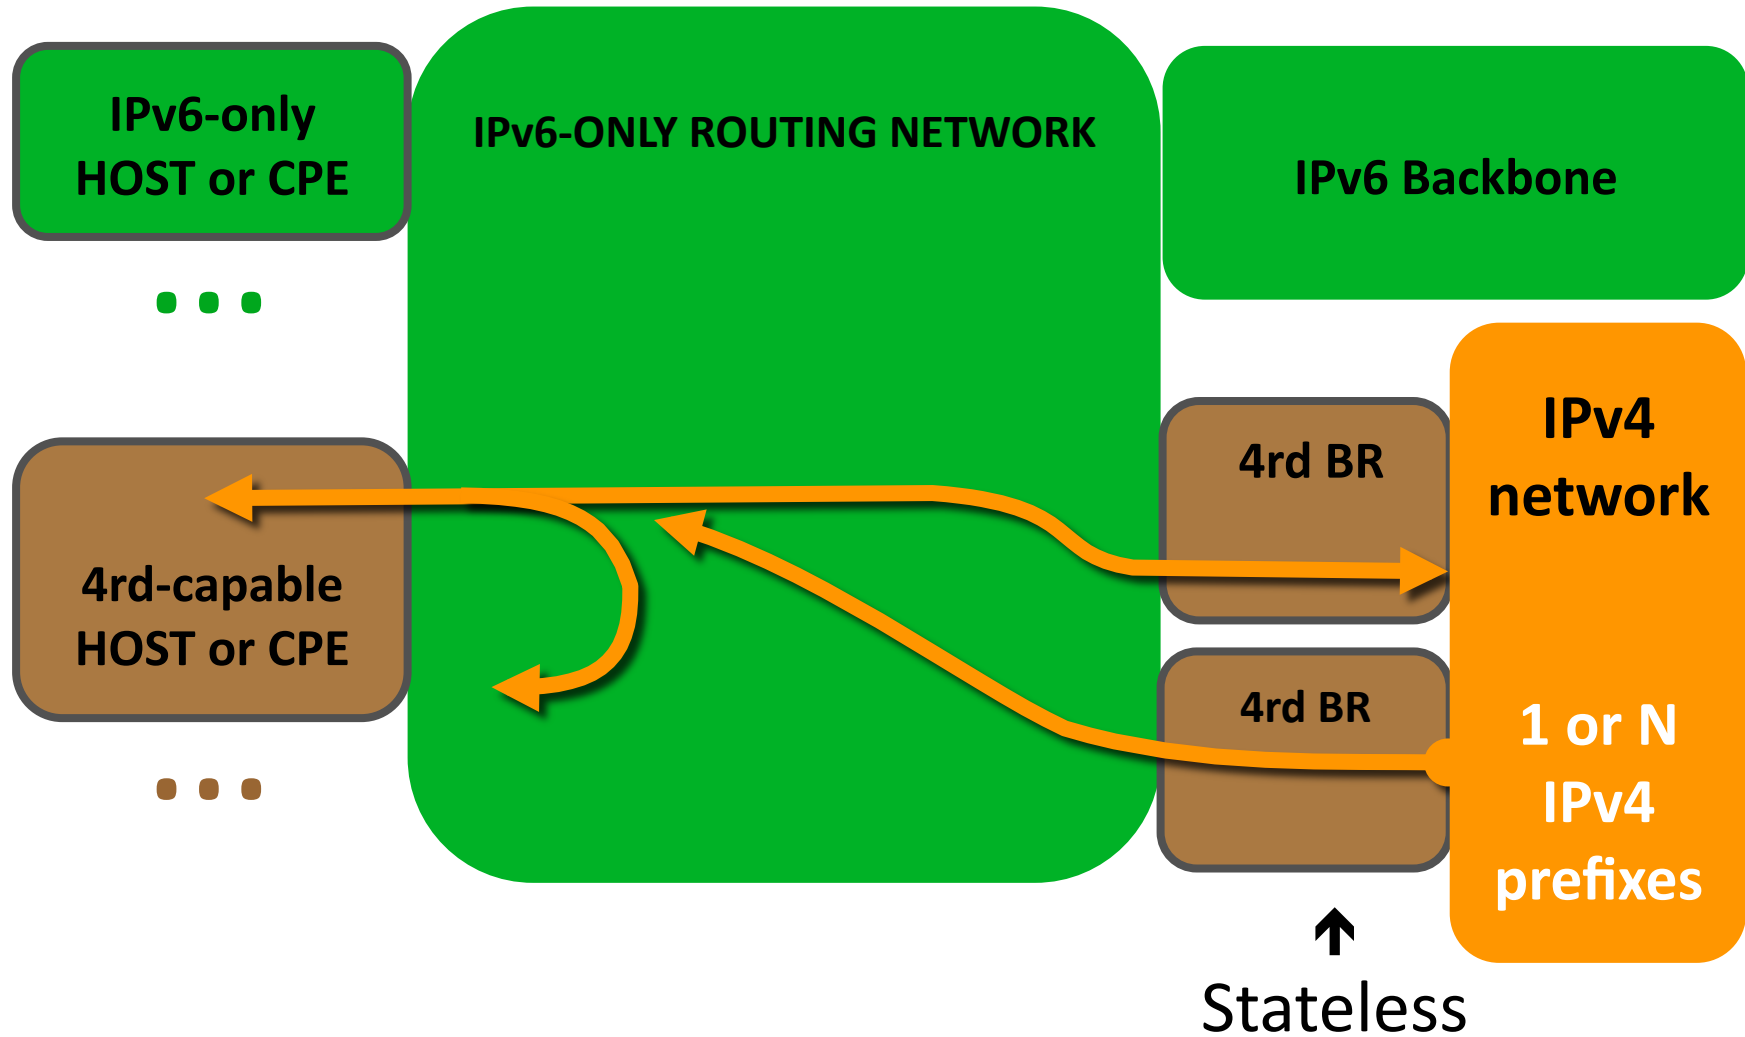 IPv6-only
HOST or CPE
IPv6-ONLY ROUTING NETWORK
IPv6 Backbone
4rd-capable
HOST or CPE
4rd BR
4rd BR
IPv4
network
1 or N
IPv4
prefixes
Stateless